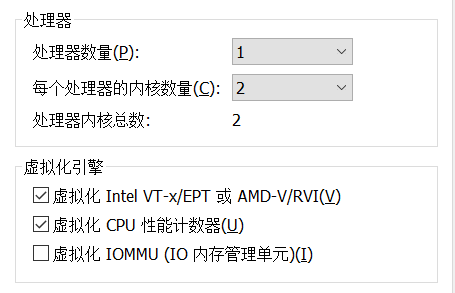 处理器
处理器数量(P): 1
每个处理器的内核数量(C): 2
处理器内核总数: 2
虚拟化引擎
虚拟化 Intel VT-x/EPT 或 AMD-V/RVI(V)
虚拟化 CPU 性能计数器(U)
虚拟化 IOMMU (IO 内存管理单元)(I)